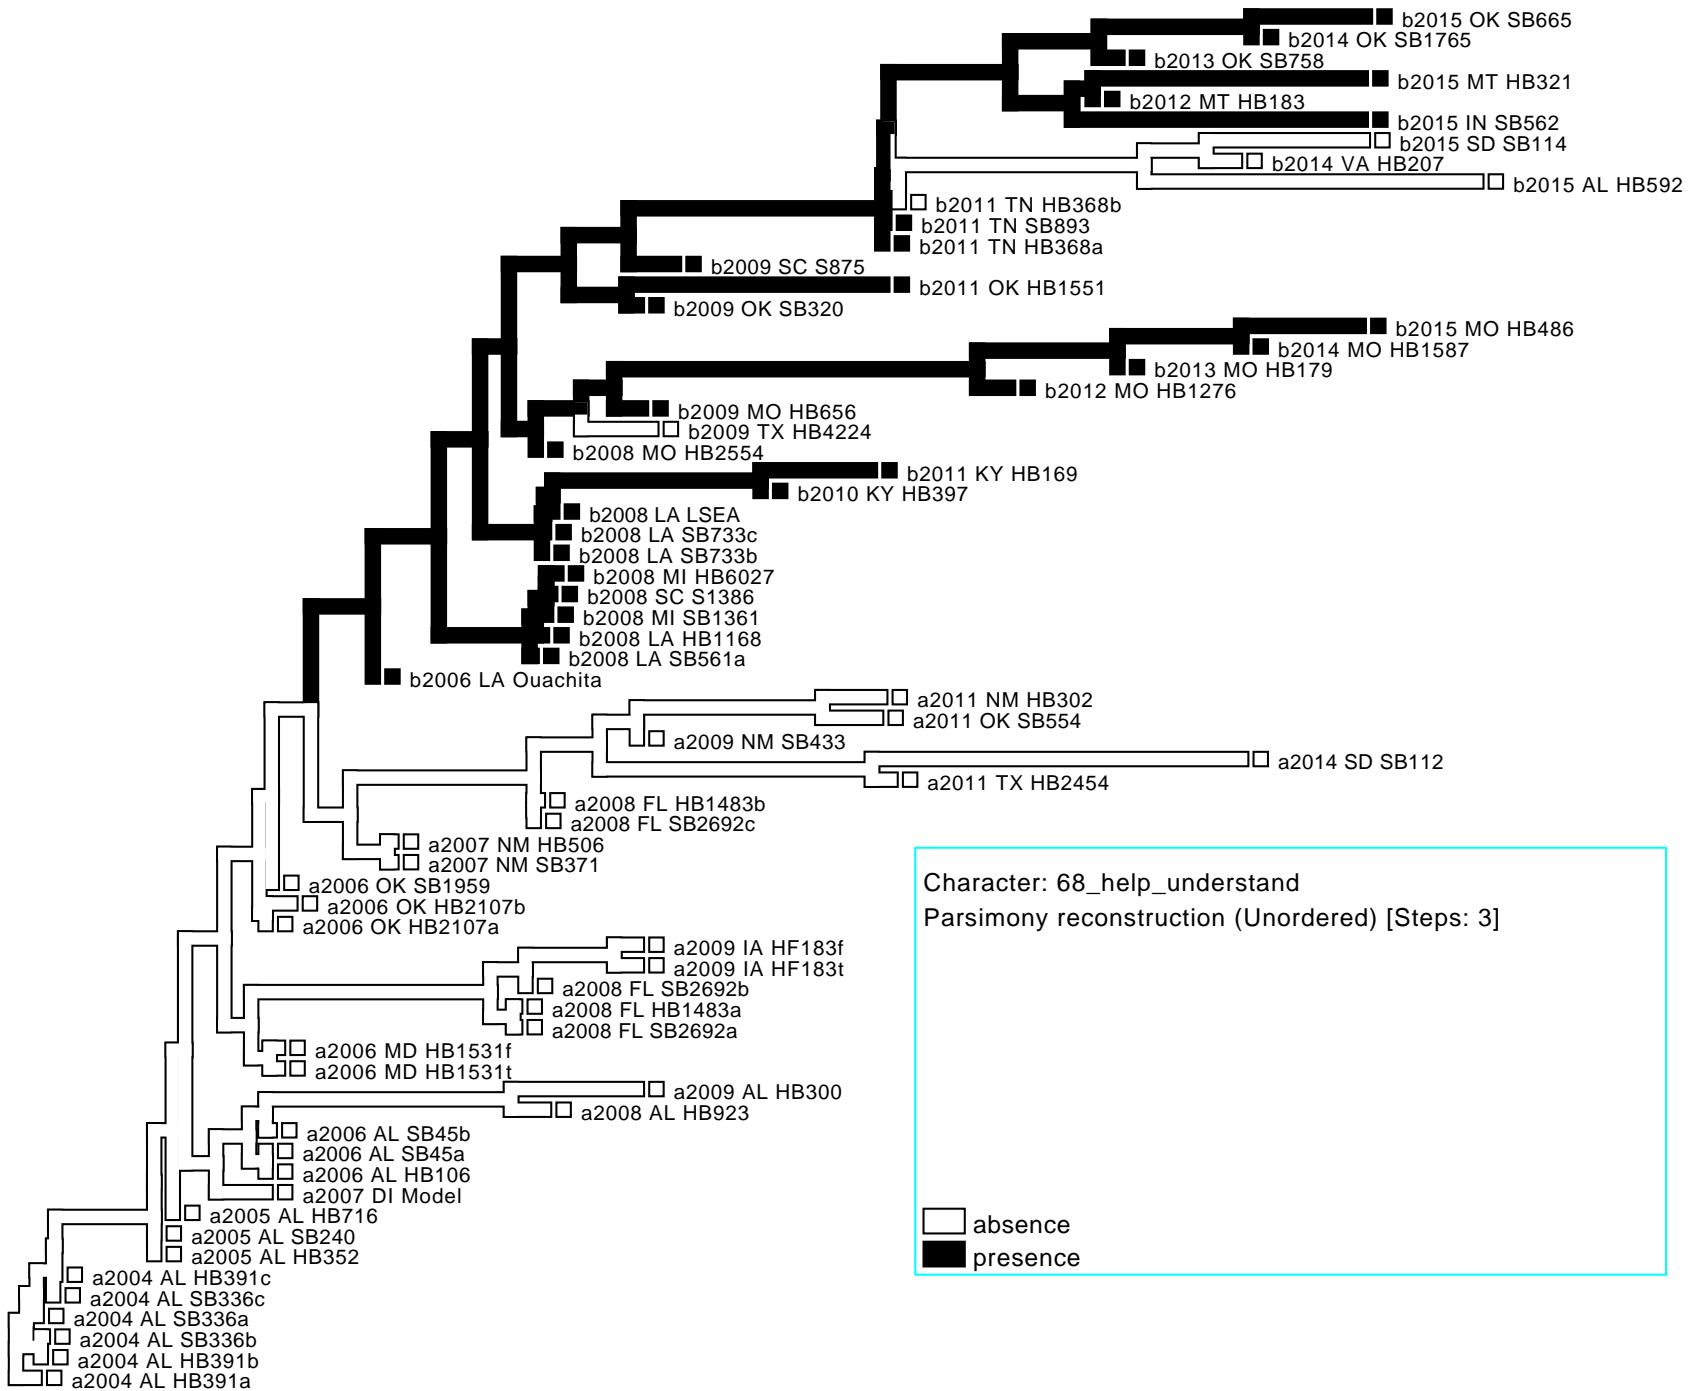 b2015 OK SB665
b2014 OK SB1765
b2013 OK SB758
b2015 MT HB321
b2012 MT HB183
b2015 IN SB562
b2015 SD SB114
b2014 VA HB207
b2015 AL HB592
b2011 TN HB368b
b2011 TN SB893
b2011 TN HB368a
b2009 SC S875
b2011 OK HB1551
b2009 OK SB320
b2015 MO HB486
b2014 MO HB1587
b2013 MO HB179
b2012 MO HB1276
b2009 MO HB656
b2009 TX HB4224
b2008 MO HB2554
b2011 KY HB169
b2010 KY HB397
b2008 LA LSEA
b2008 LA SB733c
b2008 LA SB733b
b2008 MI HB6027
b2008 SC S1386
b2008 MI SB1361
b2008 LA HB1168
b2008 LA SB561a
b2006 LA Ouachita
a2011 NM HB302
a2011 OK SB554
a2009 NM SB433
a2014 SD SB112
a2011 TX HB2454
a2008 FL HB1483b
a2008 FL SB2692c
a2007 NM HB506
a2007 NM SB371
a2006 OK SB1959
a2006 OK HB2107b
a2006 OK HB2107a
a2009 IA HF183f
a2009 IA HF183t
a2008 FL SB2692b
a2008 FL HB1483a
a2008 FL SB2692a
a2006 MD HB1531f
a2006 MD HB1531t
a2009 AL HB300
a2008 AL HB923
a2006 AL SB45b
a2006 AL SB45a
a2006 AL HB106
a2007 DI Model
a2005 AL HB716
a2005 AL SB240
a2005 AL HB352
a2004 AL HB391c
a2004 AL SB336c
a2004 AL SB336a
a2004 AL SB336b
a2004 AL HB391b
a2004 AL HB391a
Character: 68_help_understand
Parsimony reconstruction (Unordered) [Steps: 3]
absence
presence